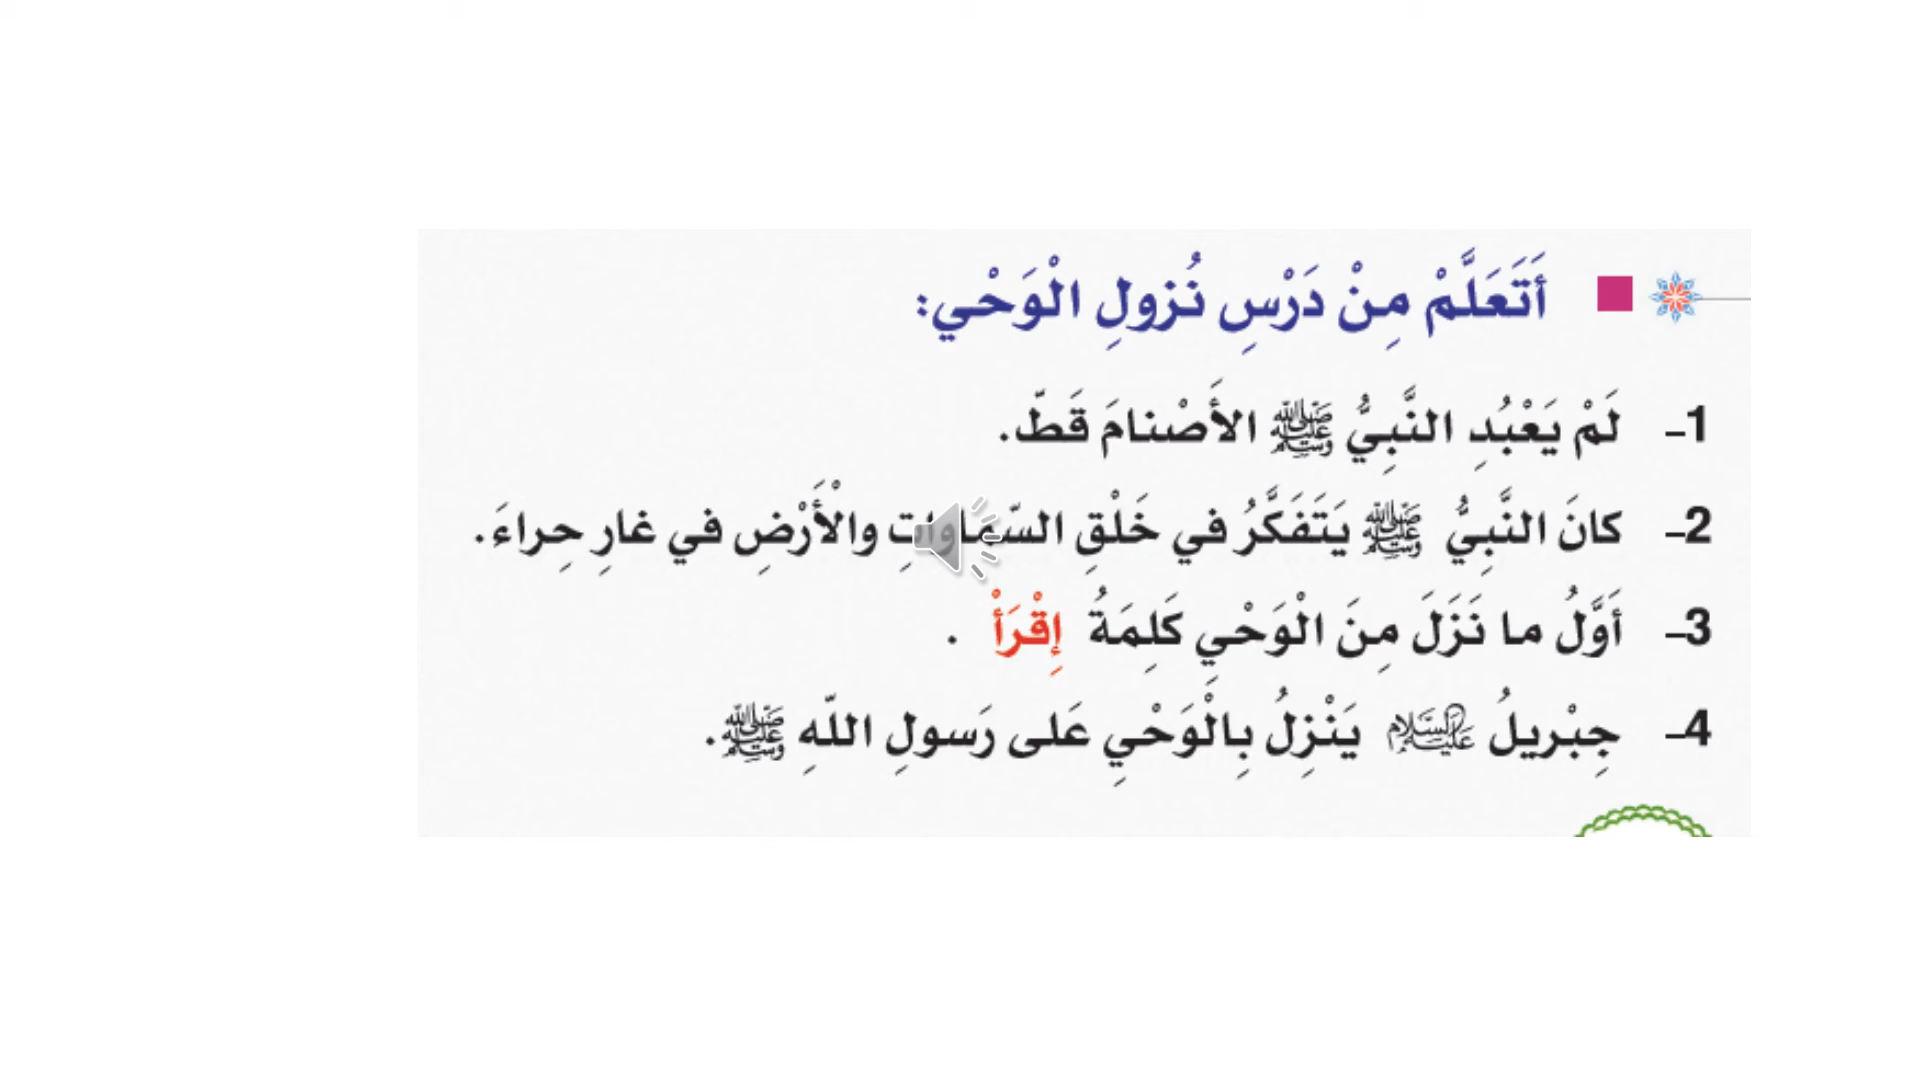 أَتَعَلَّمْ مِنْ دَرْسِ نُزولِ الْوَحْي:
1- لَمْ يَعْبُدِ النَّبِيُّ ﷺ الأَصْنامَ قَطّ.
2- كانَ النَّبِيُّ ﷺ يَتَفَكَّرُ في خَلْقِ السّماواتِ والْأَرْضِ في غارِ حِراءَ.
3- أَوَّلُ ما نَزَلَ مِنَ الْوَحْيِ كَلِمَةُ إِقْرَأْ .
4- جِبْريلُ عليه السلام يَنْزِلُ بِالْوَحْيِ عَلى رَسولِ اللّهِ ﷺ.